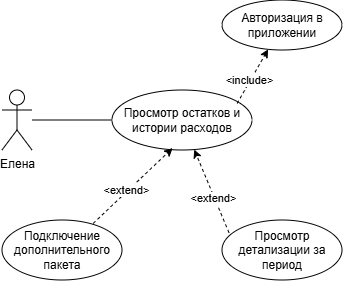 Авторизация в
приложении
<include>
Просмотр остатков и
истории расходов
Елена
<extend>
<extend>
Подключение
дополнительного
пакета
Просмотр
детализации за
период